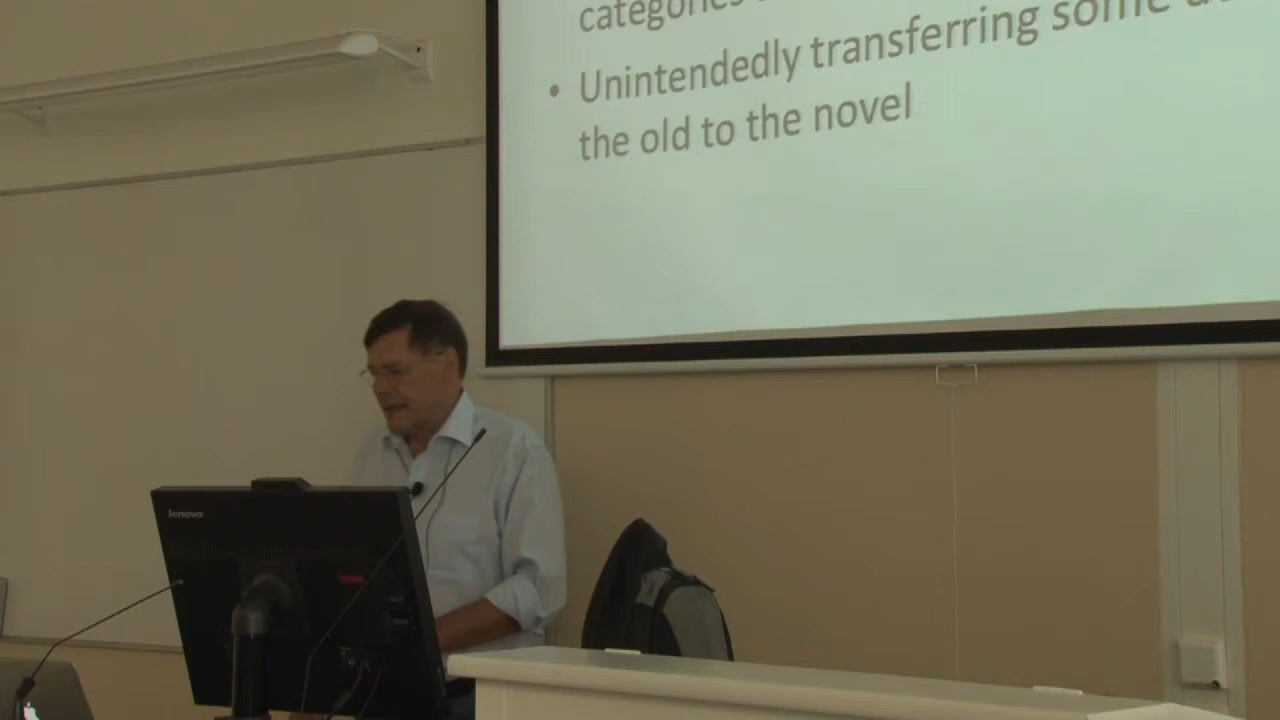 categories
• Unintendedly transferring some
the old to the novel
lenovo